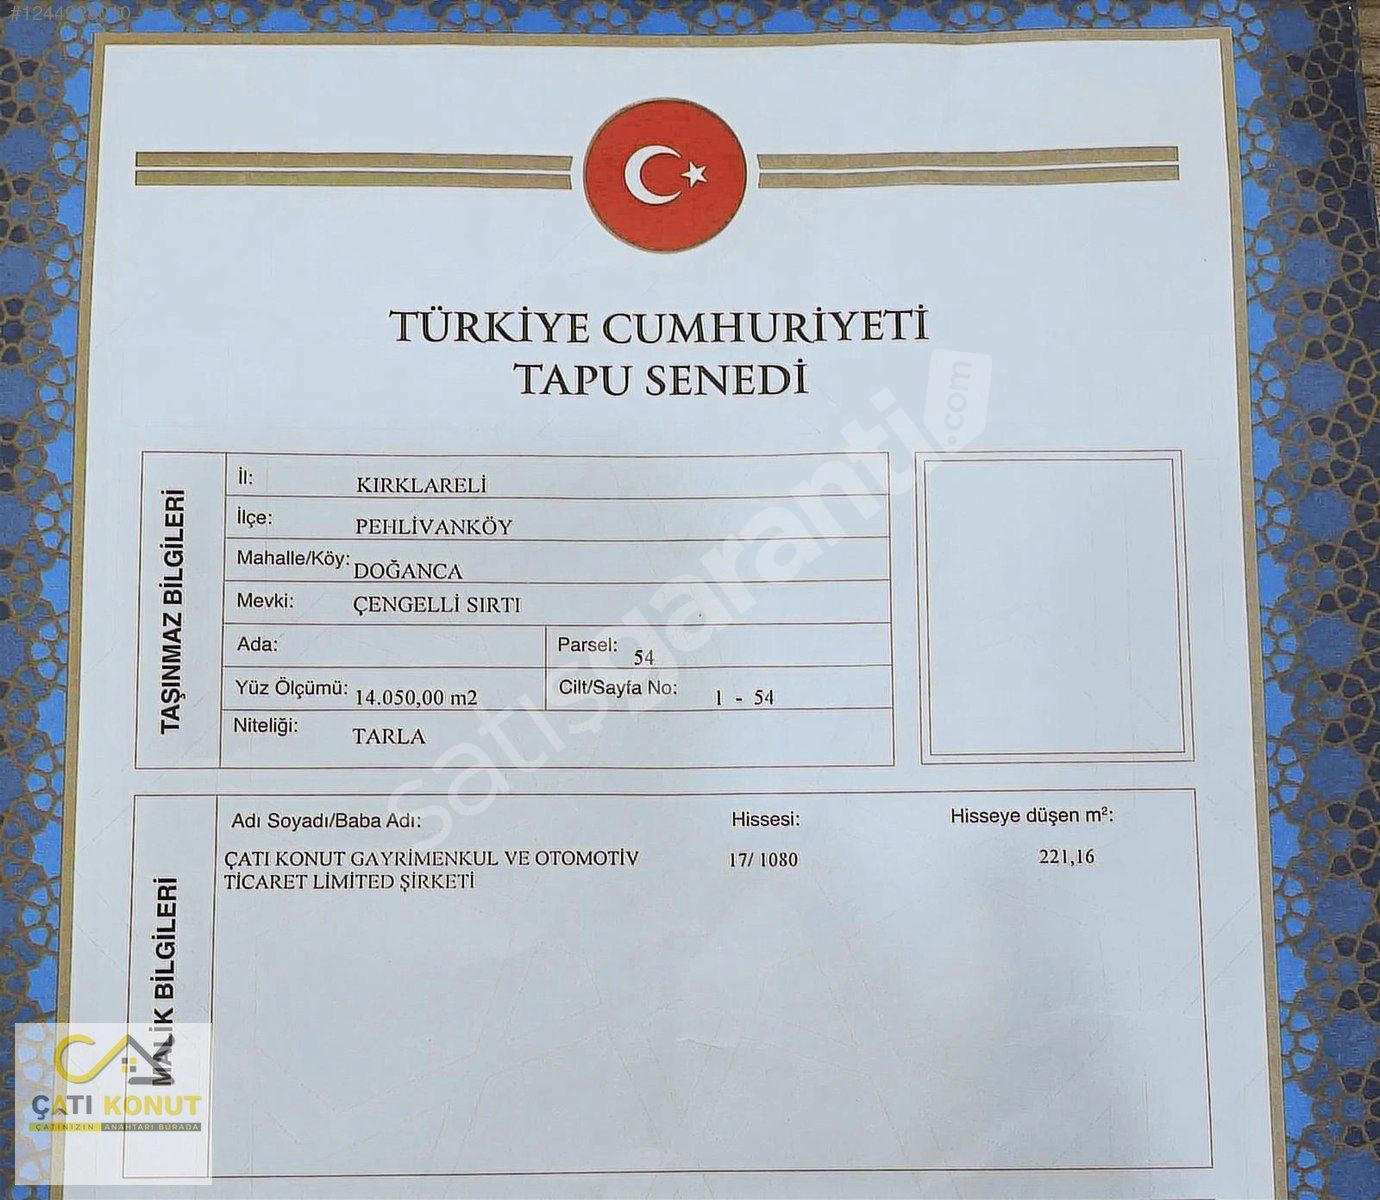 TÜRKİYE CUMHURİYETİ
TAPU SENEDİ
TAŞINMAZ BİLGİLERİ
İl: KIRKLARELİ
İlçe: PEHLİVANKÖY
Mahalle/Köy: DOĞANCA
Mevki: ÇENGELLİ SIRTI
Ada: Parsel: 54
Yüz Ölçümü: 14.050,00 m2 Cilt/Sayfa No: 1 - 54
Niteliği: TARLA
MALİK BİLGİLERİ
Adı Soyadı/Baba Adı: Hissesi: Hisseye düşen m²:
ÇATI KONUT GAYRİMENKUL VE OTOMOTİV 17/ 1080 221,16
TİCARET LİMİTED ŞİRKETİ
satışgaranti.com
ÇATI KONUT
ÇATINIZIN ANAHTARI BURADA